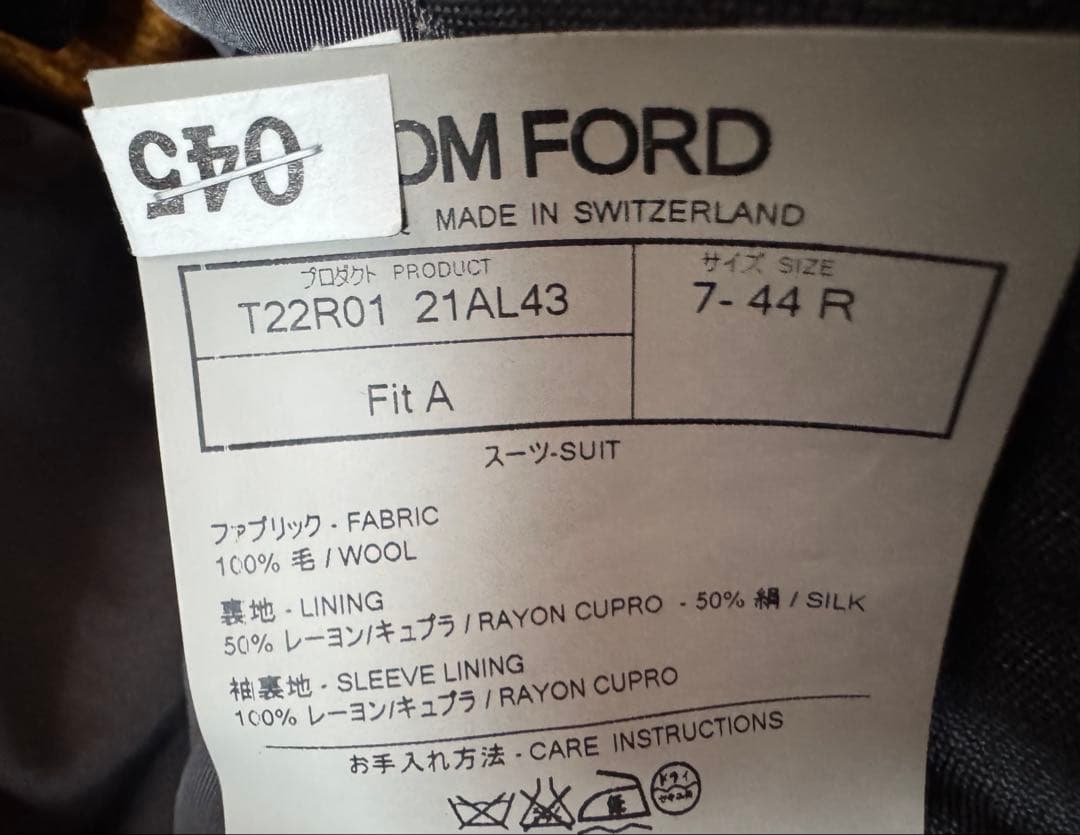 045
OM FORD
MADE IN SWITZERLAND
プロダクト PRODUCT
T22R01 21AL43
サイズ SIZE
7- 44 R
Fit A
スーツ-SUIT
ファブリック - FABRIC
100% 毛 / WOOL
裏地 - LINING
50% レーヨン/キュプラ / RAYON CUPRO - 50% 絹 / SILK
袖裏地 - SLEEVE LINING
100% レーヨン/キュプラ / RAYON CUPRO
お手入れ方法 - CARE INSTRUCTIONS
ドライ